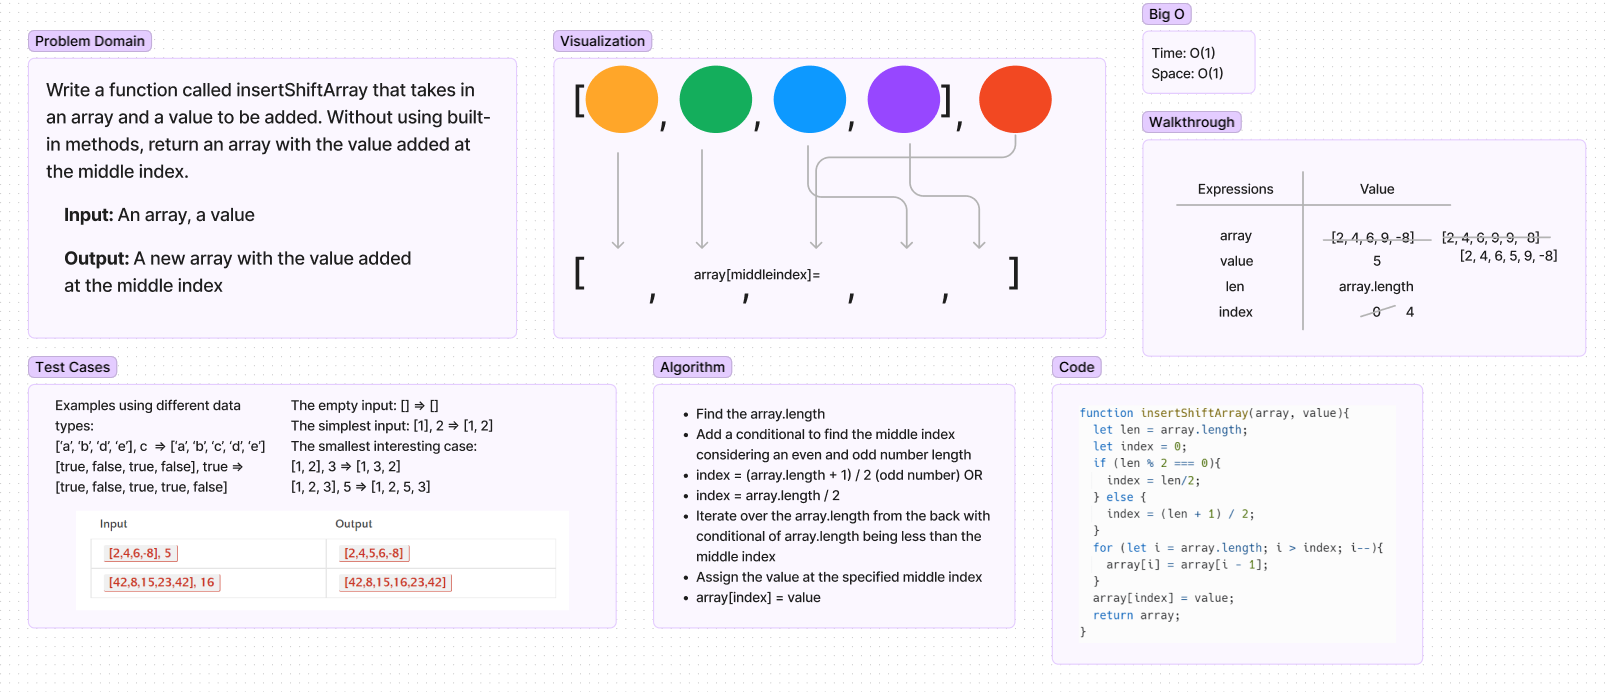 Problem Domain
Write a function called insertShiftArray that takes in
an array and a value to be added. Without using built-
in methods, return an array with the value added at
the middle index.
Input: An array, a value
Output: A new array with the value added
at the middle index
Visualization
[ , , , ] ,
[ , array[middleindex]= , , , ]
Big O
Time: O(1)
Space: O(1)
Walkthrough
Expressions Value
array [2, 4, 6, 9, -8] [2, 4, 6, 9, 9, -8]
[2, 4, 6, 5, 9, -8]
value 5
len array.length
index 0 4
Test Cases
Examples using different data
types:
['a', 'b', 'd', 'e'], c => ['a', 'b', 'c', 'd', 'e']
[true, false, true, false], true =>
[true, false, true, true, false]
The empty input: [] => []
The simplest input: [1], 2 => [1, 2]
The smallest interesting case:
[1, 2], 3 => [1, 3, 2]
[1, 2, 3], 5 => [1, 2, 5, 3]
Input Output
[2,4,6,-8], 5 [2,4,5,6,-8]
[42,8,15,23,42], 16 [42,8,15,16,23,42]
Algorithm
• Find the array.length
• Add a conditional to find the middle index
considering an even and odd number length
• index = (array.length + 1) / 2 (odd number) OR
• index = array.length / 2
• Iterate over the array.length from the back with
conditional of array.length being less than the
middle index
• Assign the value at the specified middle index
• array[index] = value
Code
function insertShiftArray(array, value){
let len = array.length;
let index = 0;
if (len % 2 === 0){
index = len/2;
} else {
index = (len + 1) / 2;
}
for (let i = array.length; i > index; i--){
array[i] = array[i - 1];
}
array[index] = value;
return array;
}